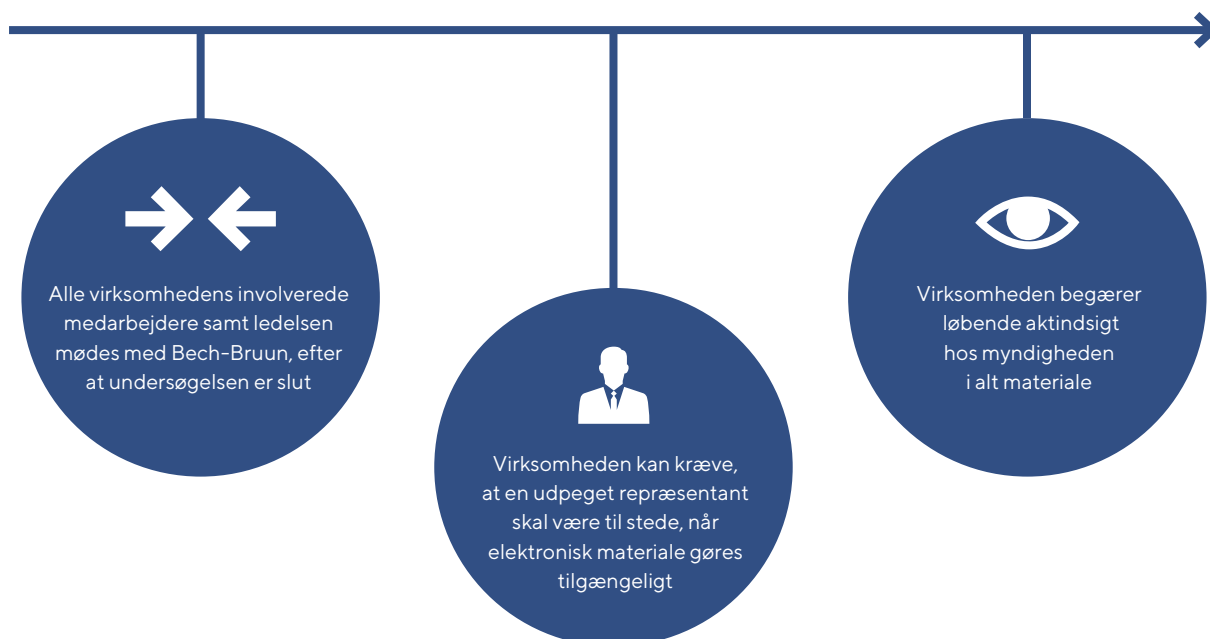 Alle virksomhedens involverede
medarbejdere samt ledelsen
mødes med Bech-Bruun, efter
at undersøgelsen er slut
Virksomheden kan kræve,
at en udpeget repræsentant
skal være til stede, når
elektronisk materiale gøres
tilgængeligt
Virksomheden begærer
løbende aktindsigt
hos myndigheden
i alt materiale